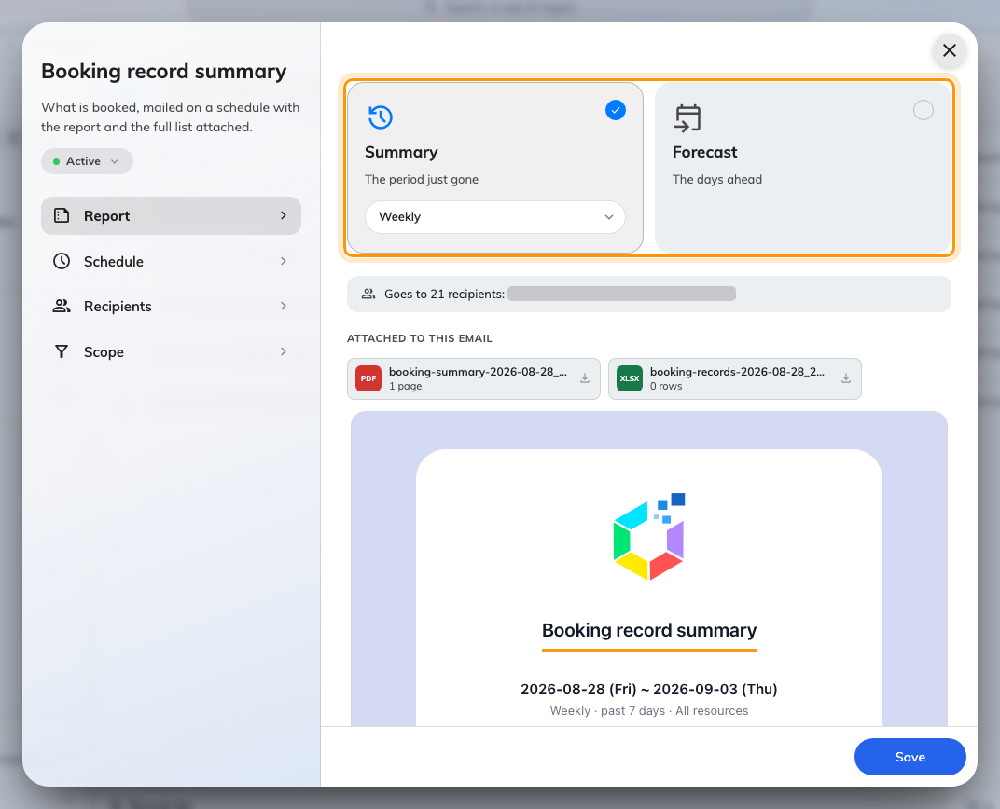 Booking record summary
What is booked, mailed on a schedule with
the report and the full list attached.
Active
Report
Schedule
Recipients
Scope
Summary
The period just gone
Weekly
Forecast
The days ahead
Goes to 21 recipients:
ATTACHED TO THIS EMAIL
PDF
booking-summary-2026-08-28_...
1 page
XLSX
booking-records-2026-08-28_2...
0 rows
Booking record summary
2026-08-28 (Fri) ~ 2026-09-03 (Thu)
Weekly · past 7 days · All resources
Save